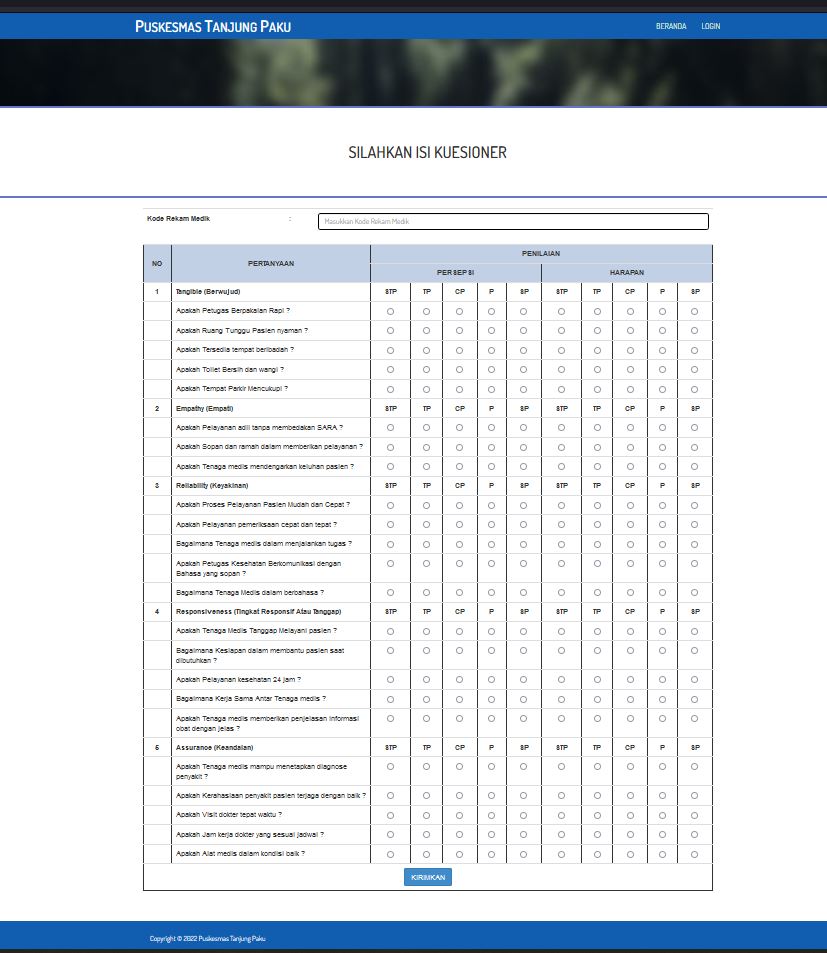 PUSKESMAS TANJUNG PAKU
BERANDA LOGIN
SILAHKAN ISI KUESIONER
Kode Rekam Medik : Masukkan Kode Rekam Medik
NO PERTANYAAN PENILAIAN
PERSEPSI HARAPAN
1 Tangible (Berwujud) STP TP CP P SP STP TP CP P SP
Apakah Petugas Berpakaian Rapi ?
Apakah Ruang Tunggu Pasien nyaman ?
Apakah Tersedia tempat beribadah ?
Apakah Toilet Bersih dan wangi ?
Apakah Tempat Parkir Mencukupi ?
2 Empathy (Empati) STP TP CP P SP STP TP CP P SP
Apakah Pelayanan adil tanpa membedakan SARA ?
Apakah Sopan dan ramah dalam memberikan pelayanan ?
Apakah Tenaga medis mendengarkan keluhan pasien ?
3 Reliability (Keyakinan) STP TP CP P SP STP TP CP P SP
Apakah Proses Pelayanan Pasien Mudah dan Cepat ?
Apakah Pelayanan pemeriksaan cepat dan tepat ?
Bagaimana Tenaga medis dalam menjalankan tugas ?
Apakah Petugas Kesehatan Berkomunikasi dengan
Bahasa yang sopan ?
Bagaimana Tenaga Medis dalam berbahasa ?
4 Responsiveness (Tingkat Responsif Atau Tanggap) STP TP CP P SP STP TP CP P SP
Apakah Tenaga Medis Tanggap Melayani pasien ?
Bagaimana Kesiapan dalam membantu pasien saat
dibutuhkan ?
Apakah Pelayanan kesehatan 24 jam ?
Bagaimana Kerja Sama Antar Tenaga medis ?
Apakah Tenaga medis memberikan penjelasan informasi
obat dengan jelas ?
5 Assurance (Keandalan) STP TP CP P SP STP TP CP P SP
Apakah Tenaga medis mampu menetapkan diagnose
penyakit ?
Apakah Kerahasiaan penyakit pasien terjaga dengan baik ?
Apakah Visit dokter tepat waktu ?
Apakah Jam kerja dokter yang sesuai jadwal ?
Apakah Alat medis dalam kondisi baik ?
KIRIMKAN
Copyright © 2022 Puskesmas Tanjung Paku